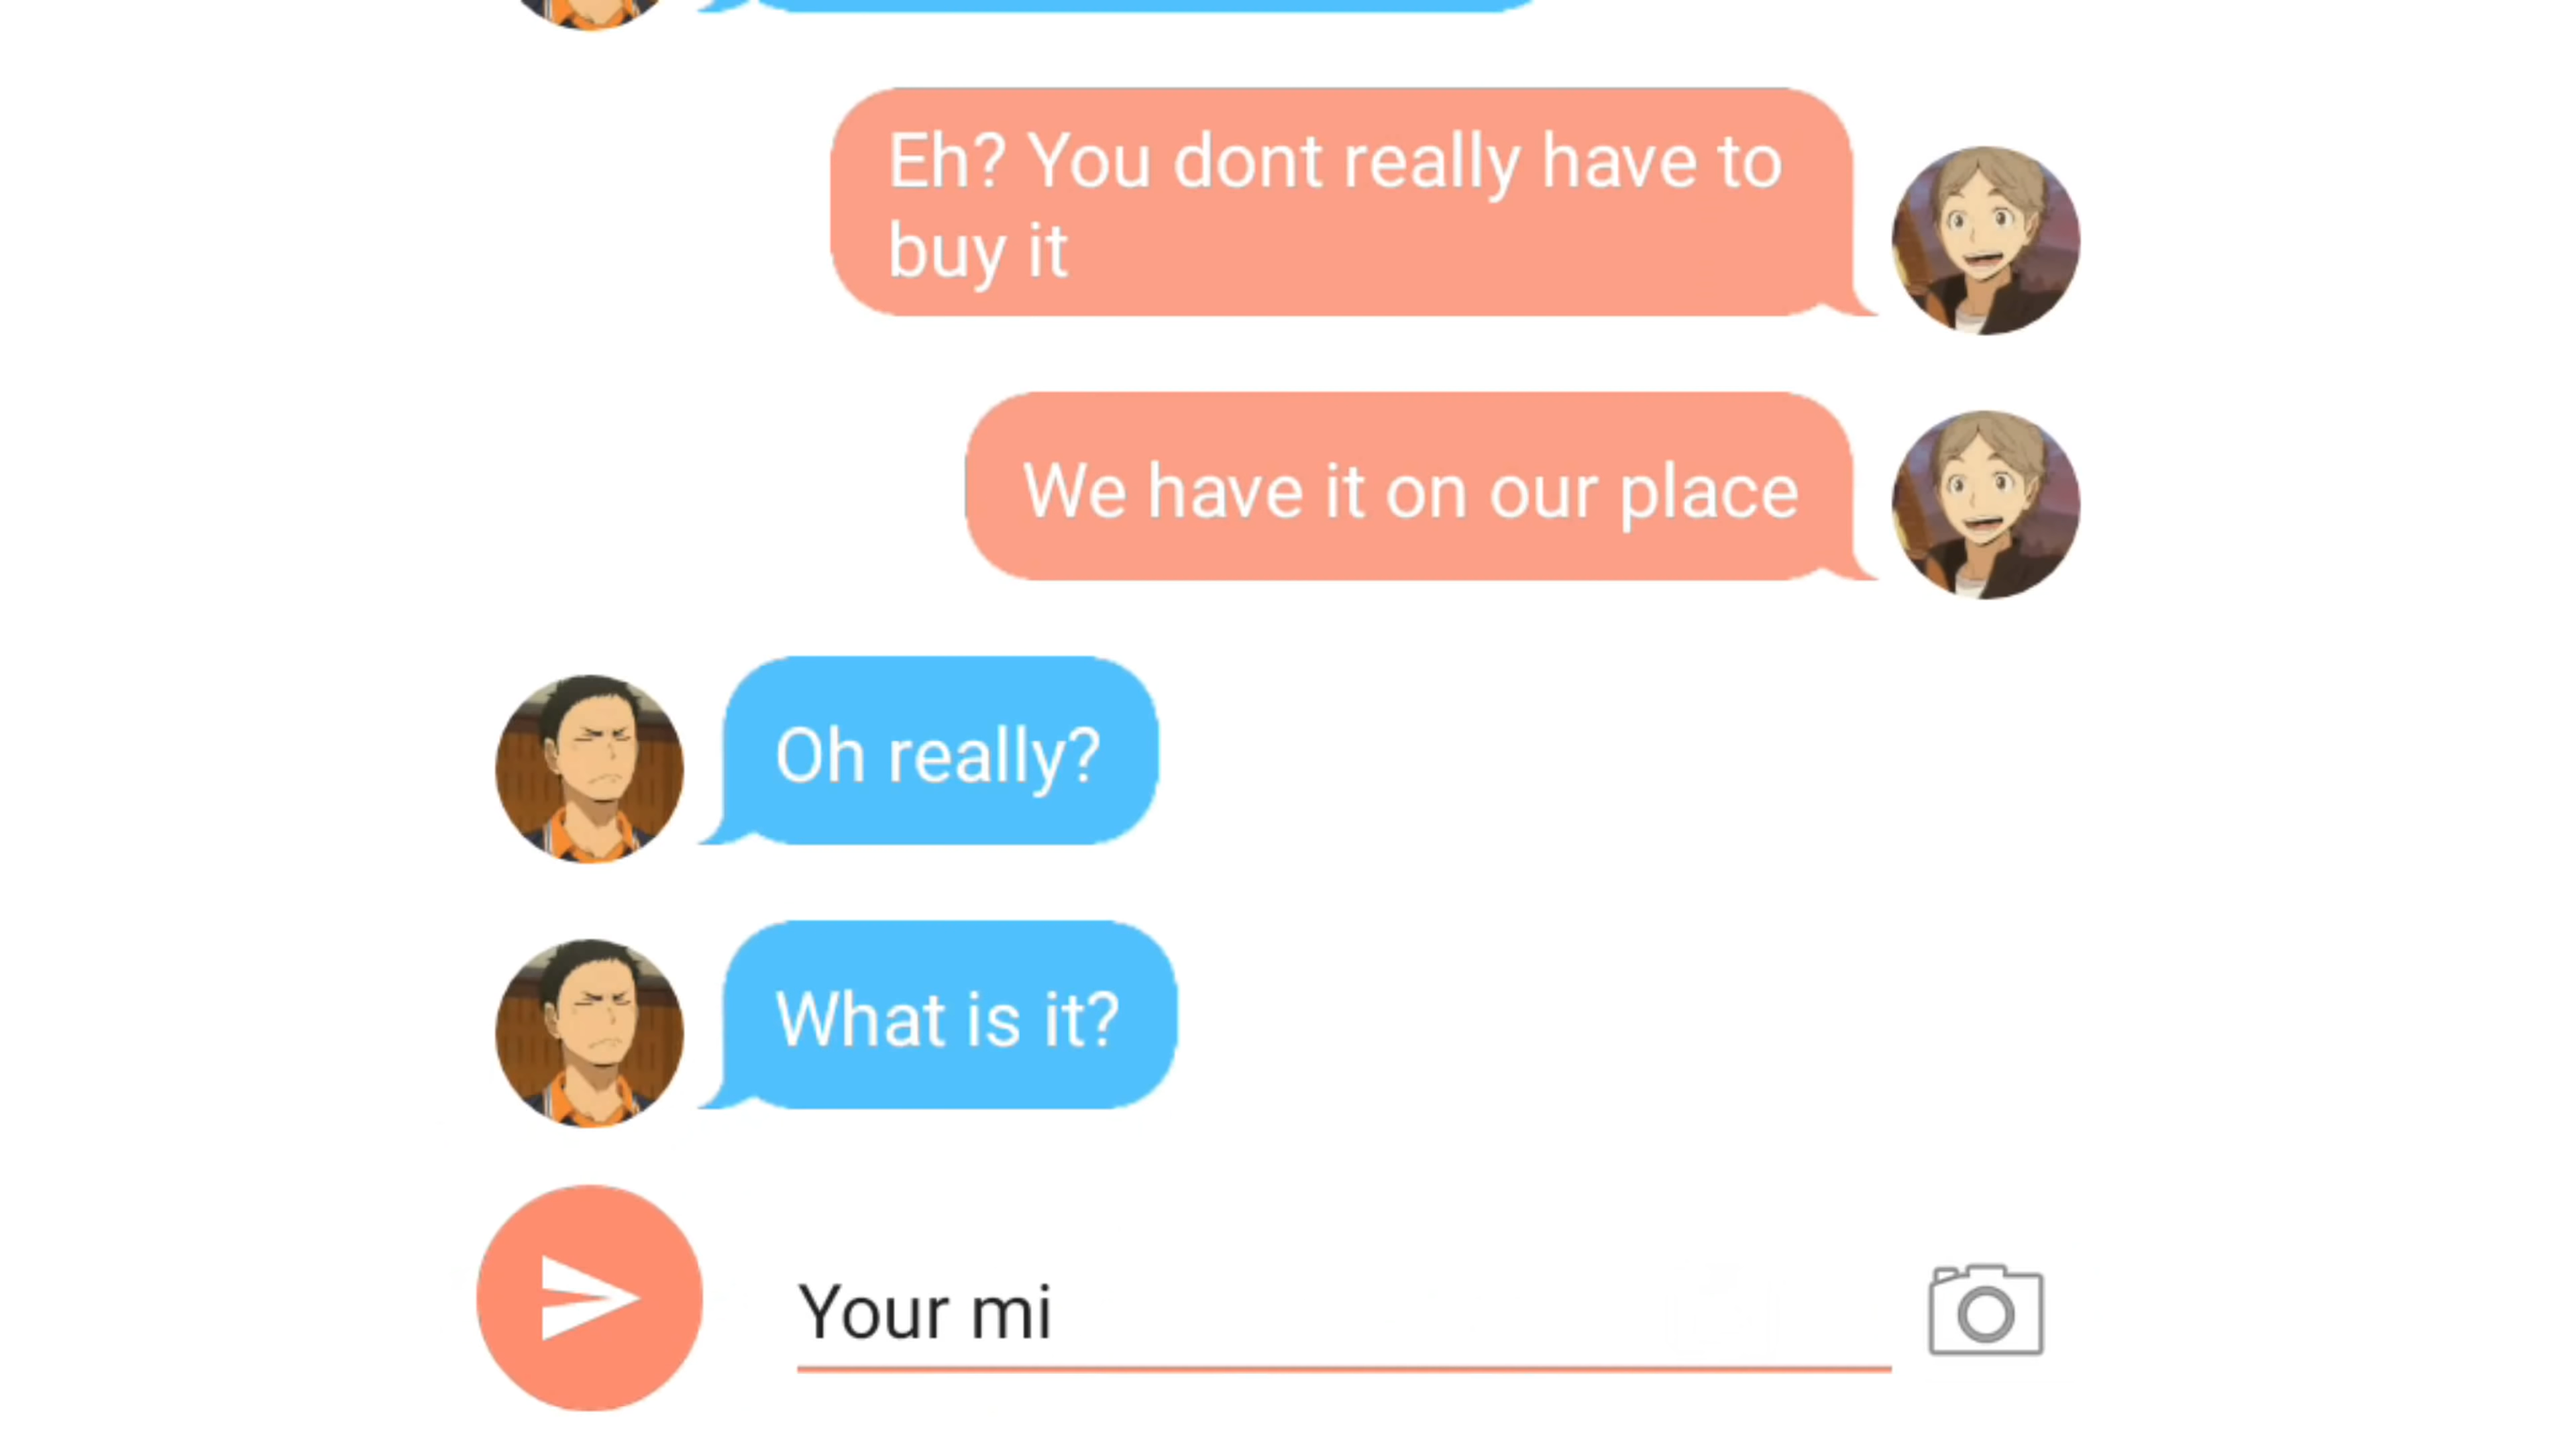 Eh? You dont really have to
buy it
We have it on our place
Oh really?
What is it?
Your mi